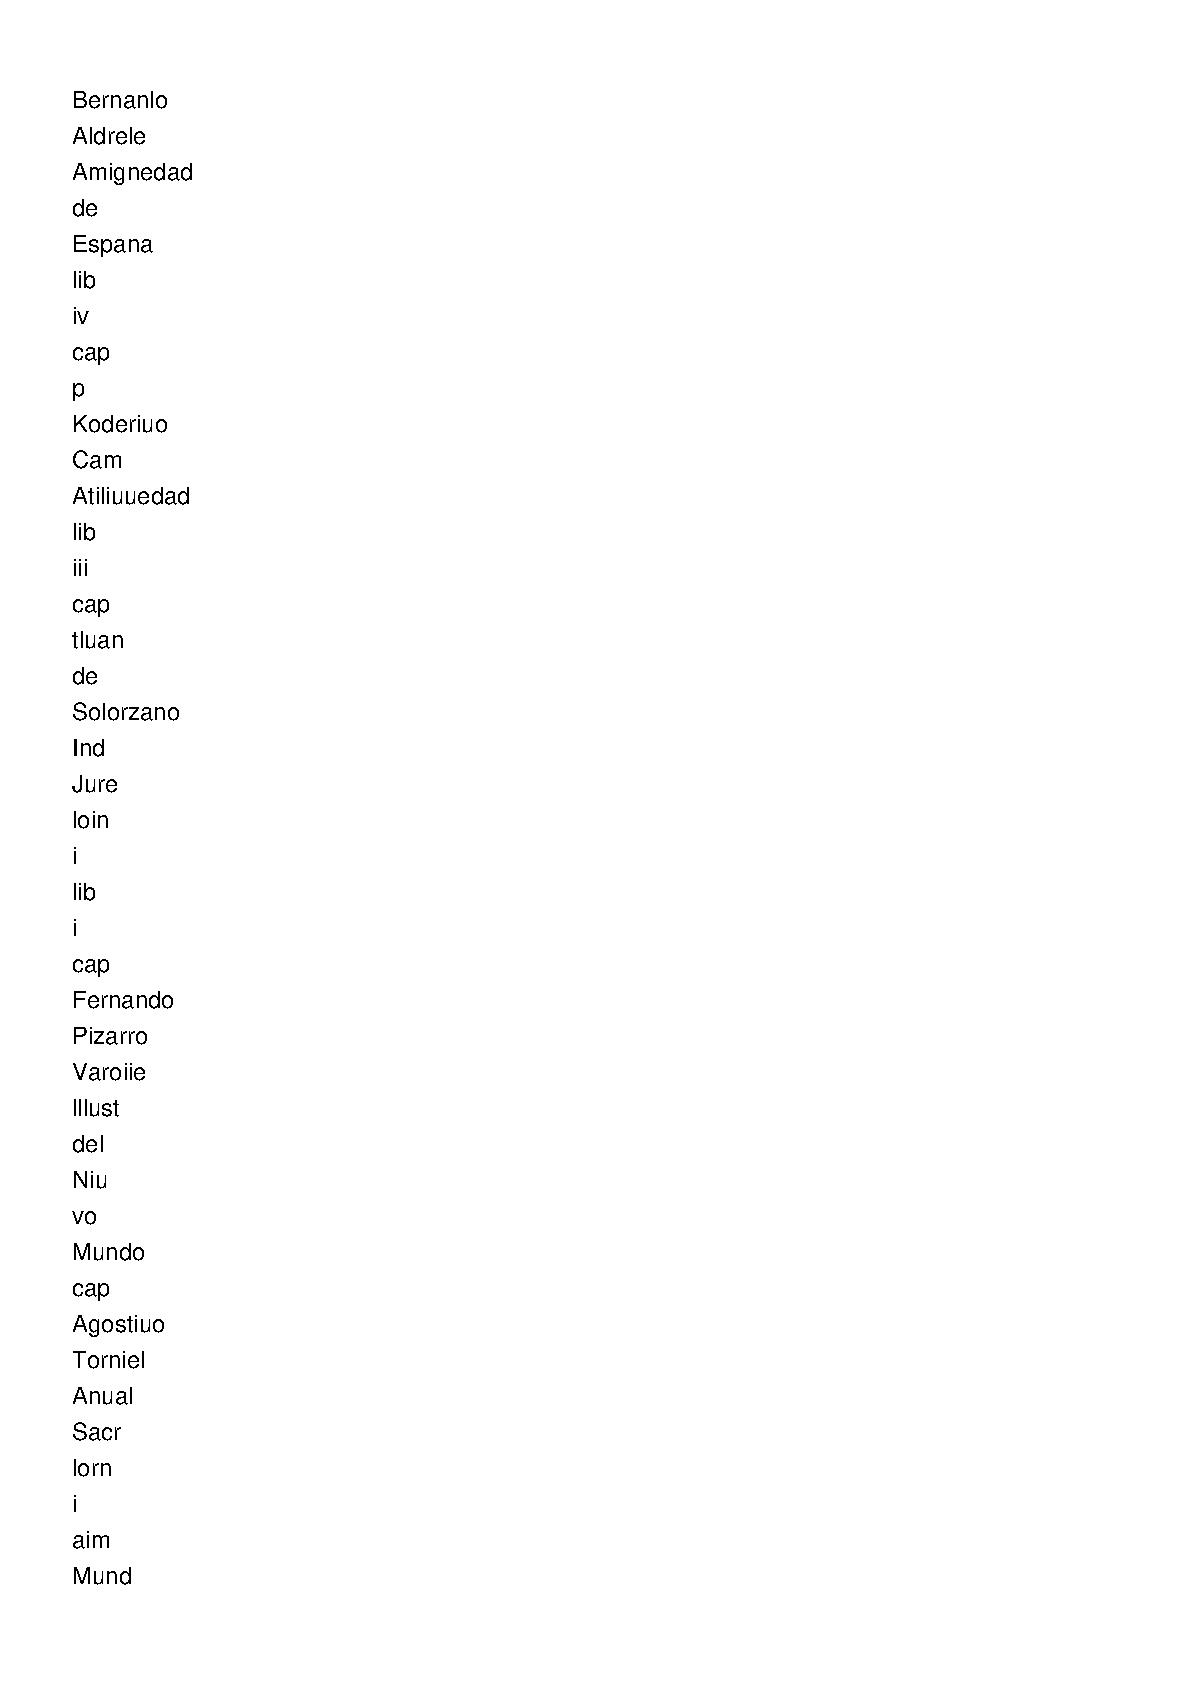 Bernanlo
Aldrele
Amignedad
de
Espana
lib
iv
cap
p
Koderiuo
Cam
Atiliuuedad
lib
iii
cap
tluan
de
Solorzano
Ind
Jure
loin
i
lib
i
cap
Fernando
Pizarro
Varoiie
Illust
del
Niu
vo
Mundo
cap
Agostiuo
Torniel
Anual
Sacr
lorn
i
aim
Mund